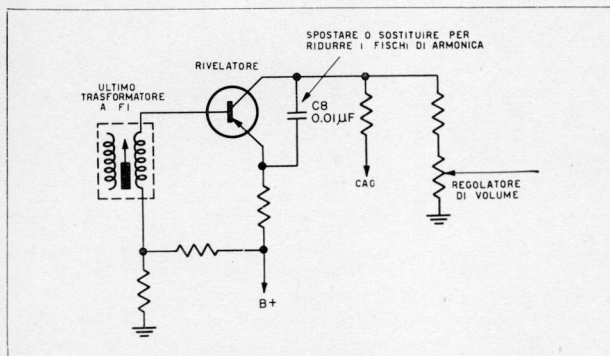 SPOSTARE O SOSTITUIRE PER
RIDURRE I FISCHI DI ARMONICA
RIVELATORE
ULTIMO
TRASFORMATORE
A FI
C8
0.01µF
CAG
REGOLATORE
DI VOLUME
B+